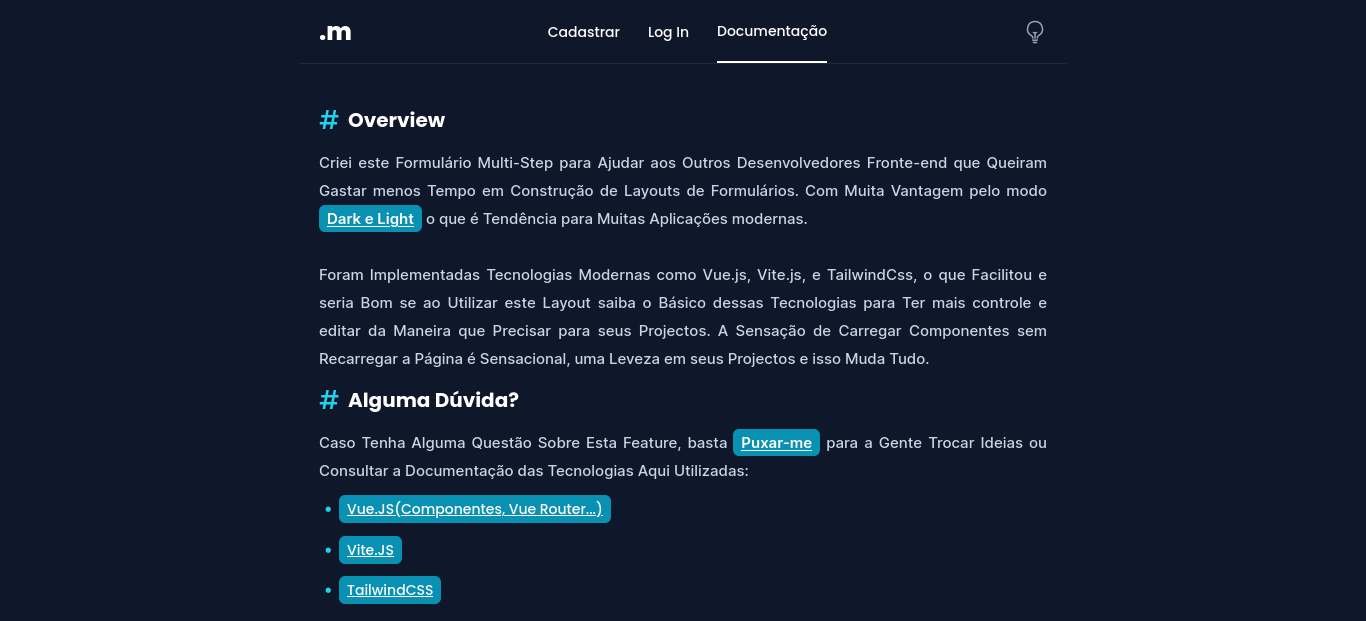 .m
Cadastrar
Log In
Documentação
# Overview
Criei este Formulário Multi-Step para Ajudar aos Outros Desenvolvedores Fronte-end que Queiram
Gastar menos Tempo em Construção de Layouts de Formulários. Com Muita Vantagem pelo modo
Dark e Light o que é Tendência para Muitas Aplicações modernas.
Foram Implementadas Tecnologias Modernas como Vue.js, Vite.js, e TailwindCss, o que Facilitou e
seria Bom se ao Utilizar este Layout saiba o Básico dessas Tecnologias para Ter mais controle e
editar da Maneira que Precisar para seus Projectos. A Sensação de Carregar Componentes sem
Recarregar a Página é Sensacional, uma Leveza em seus Projectos e isso Muda Tudo.
# Alguma Dúvida?
Caso Tenha Alguma Questão Sobre Esta Feature, basta Puxar-me para a Gente Trocar Ideias ou
Consultar a Documentação das Tecnologias Aqui Utilizadas:
• Vue.JS(Componentes, Vue Router...)
• Vite.JS
• TailwindCSS